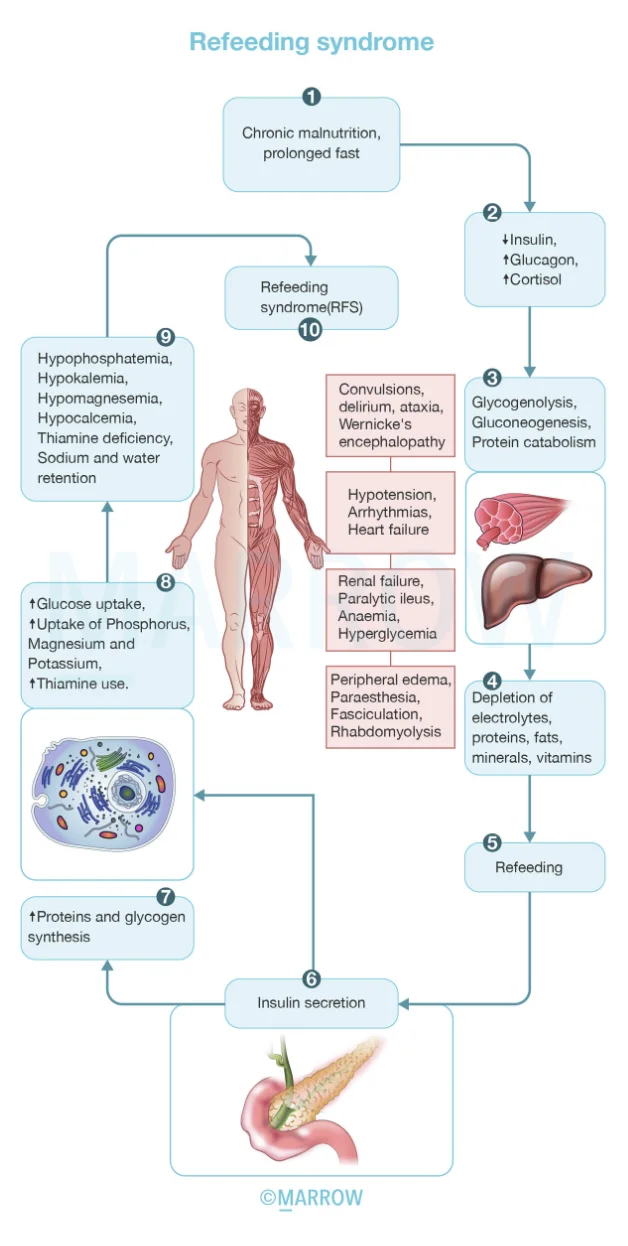 Refeeding syndrome
1
Chronic malnutrition,
prolonged fast
2
↓Insulin,
↑Glucagon,
↑Cortisol
3
Glycogenolysis,
Gluconeogenesis,
Protein catabolism
4
Depletion of
electrolytes,
proteins, fats,
minerals, vitamins
5
Refeeding
6
Insulin secretion
7
↑Proteins and glycogen
synthesis
8
↑Glucose uptake,
↑Uptake of Phosphorus,
Magnesium and
Potassium,
↑Thiamine use.
9
Hypophosphatemia,
Hypokalemia,
Hypomagnesemia,
Hypocalcemia,
Thiamine deficiency,
Sodium and water
retention
Refeeding
syndrome(RFS)
10
Convulsions,
delirium, ataxia,
Wernicke's
encephalopathy
Hypotension,
Arrhythmias,
Heart failure
Renal failure,
Paralytic ileus,
Anaemia,
Hyperglycemia
Peripheral edema,
Paraesthesia,
Fasciculation,
Rhabdomyolysis
MARROW
©MARROW